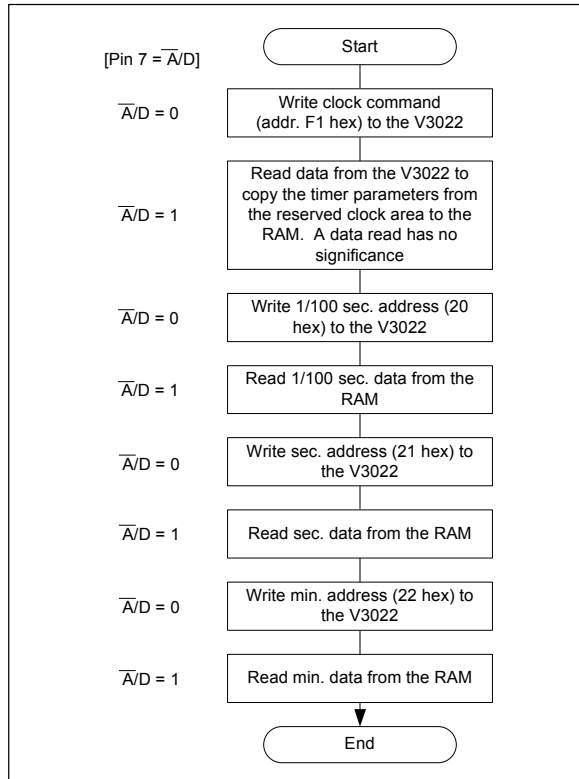 Start
[Pin 7 = A̅/D]
A̅/D = 0
Write clock command
(addr. F1 hex) to the V3022
A̅/D = 1
Read data from the V3022 to
copy the timer parameters from
the reserved clock area to the
RAM. A data read has no
significance
A̅/D = 0
Write 1/100 sec. address (20
hex) to the V3022
A̅/D = 1
Read 1/100 sec. data from the
RAM
A̅/D = 0
Write sec. address (21 hex) to
the V3022
A̅/D = 1
Read sec. data from the RAM
A̅/D = 0
Write min. address (22 hex) to
the V3022
A̅/D = 1
Read min. data from the RAM
End